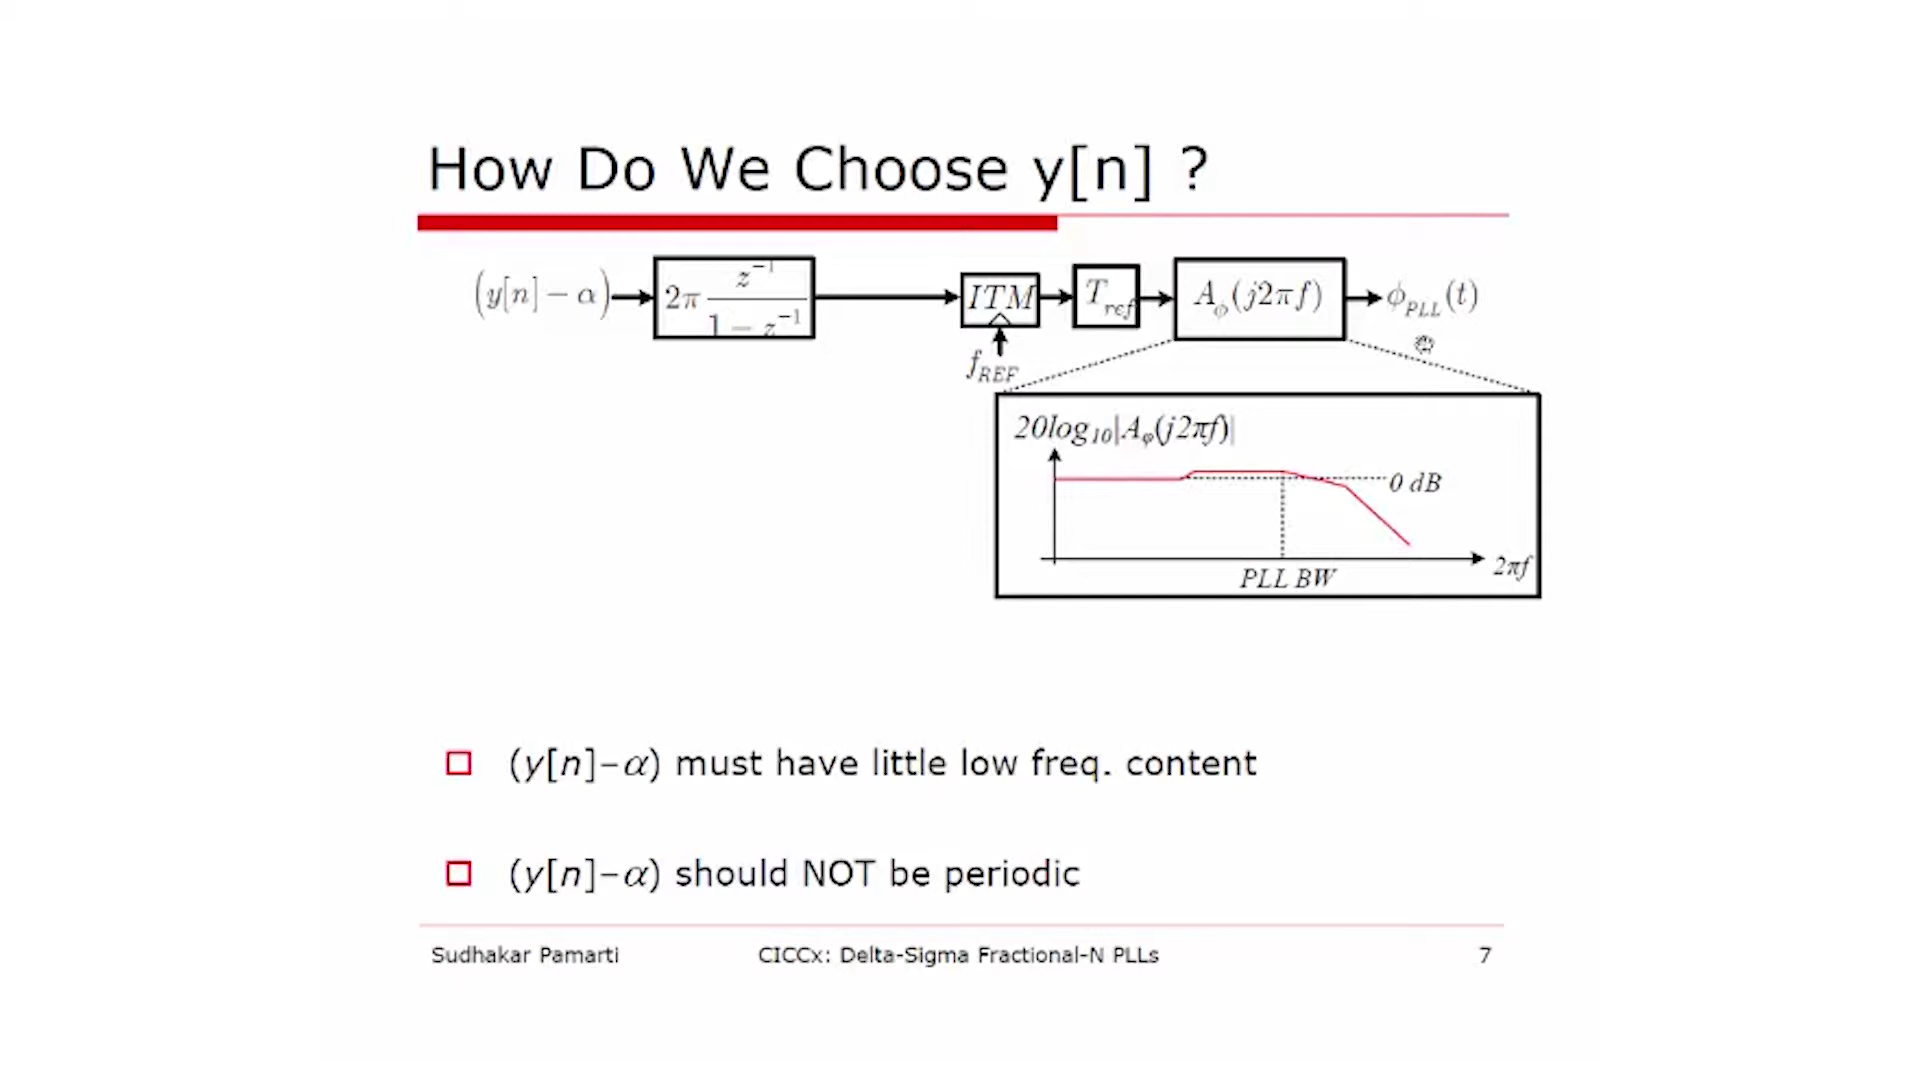 How Do We Choose y[n] ?
(y[n] − α)
2π z⁻¹ / 1 − z⁻¹
ITM
T_ref
A_ϕ(j2πf)
ϕ_PLL(t)
f_REF
20log₁₀|A_φ(j2πf)|
0 dB
2πf
PLL BW
(y[n]−α) must have little low freq. content
(y[n]−α) should NOT be periodic
Sudhakar Pamarti CICCx: Delta-Sigma Fractional-N PLLs 7